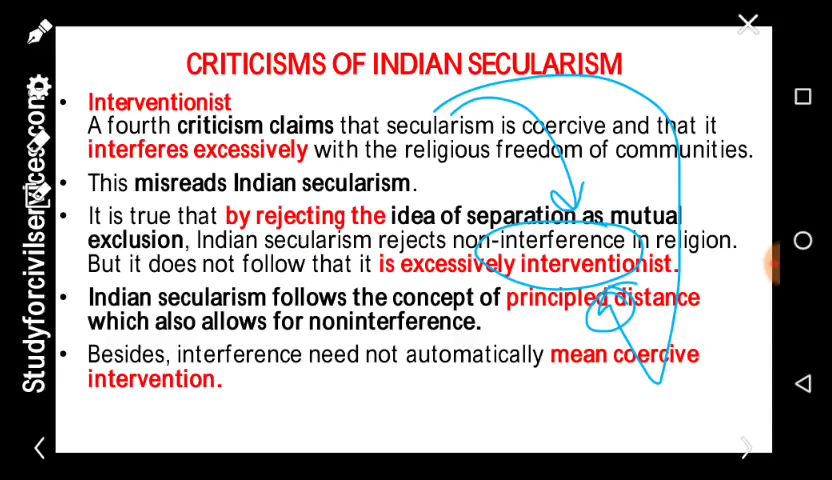 CRITICISMS OF INDIAN SECULARISM
• Interventionist
A fourth criticism claims that secularism is coercive and that it
interferes excessively with the religious freedom of communities.
• This misreads Indian secularism.
• It is true that by rejecting the idea of separation as mutual
exclusion, Indian secularism rejects non-interference in religion.
But it does not follow that it is excessively interventionist.
• Indian secularism follows the concept of principled distance
which also allows for noninterference.
• Besides, interference need not automatically mean coercive
intervention.
Studyforcivilservices.com